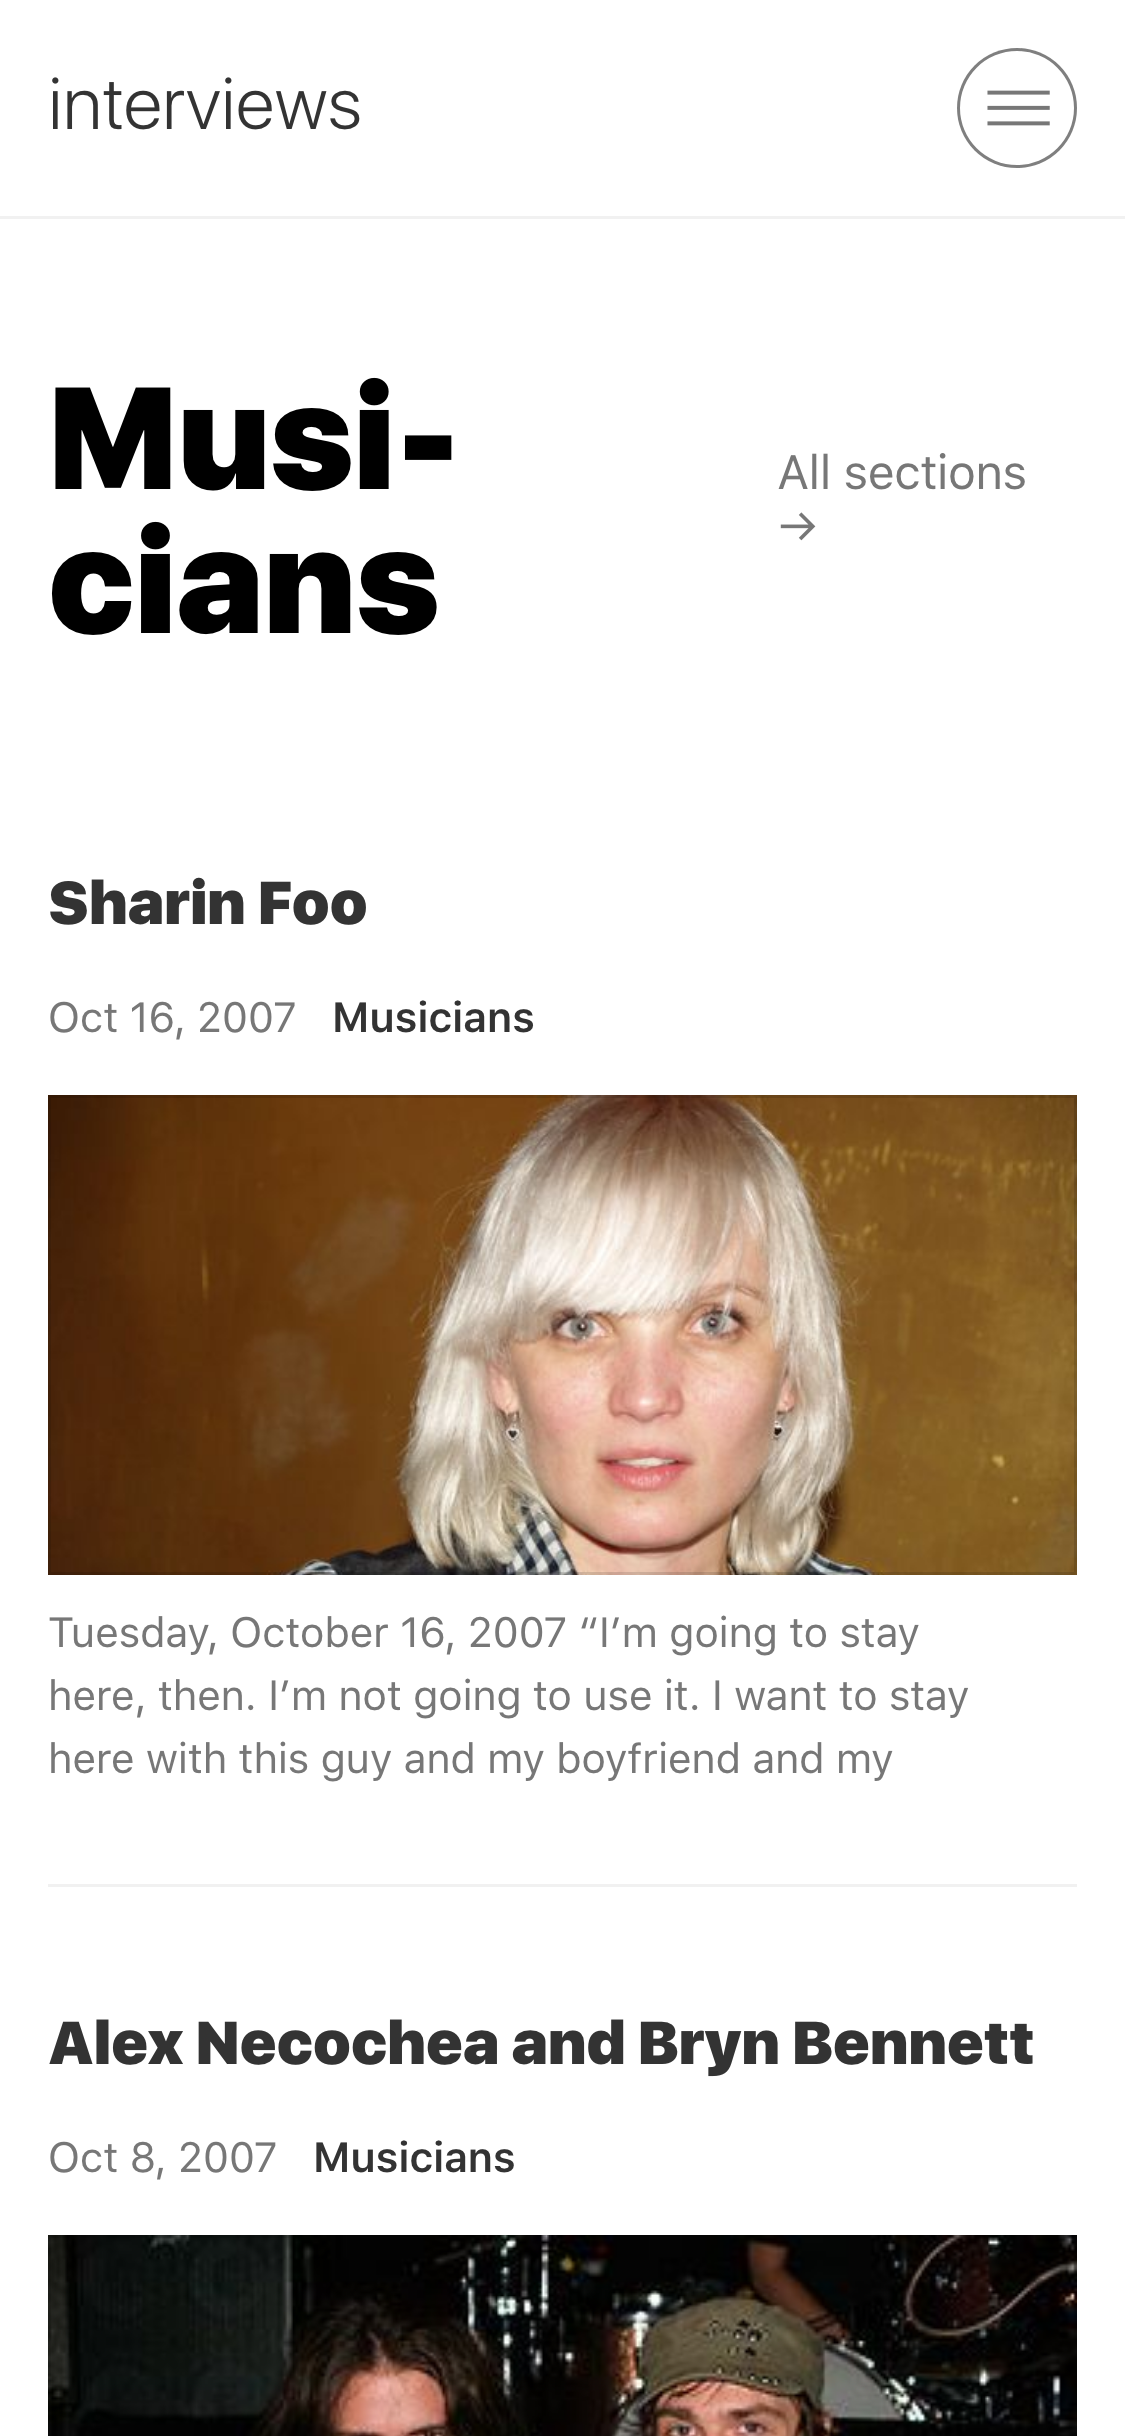 interviews
Musi-
cians
All sections
→
Sharin Foo
Oct 16, 2007 Musicians
Tuesday, October 16, 2007 “I’m going to stay
here, then. I’m not going to use it. I want to stay
here with this guy and my boyfriend and my
Alex Necochea and Bryn Bennett
Oct 8, 2007 Musicians